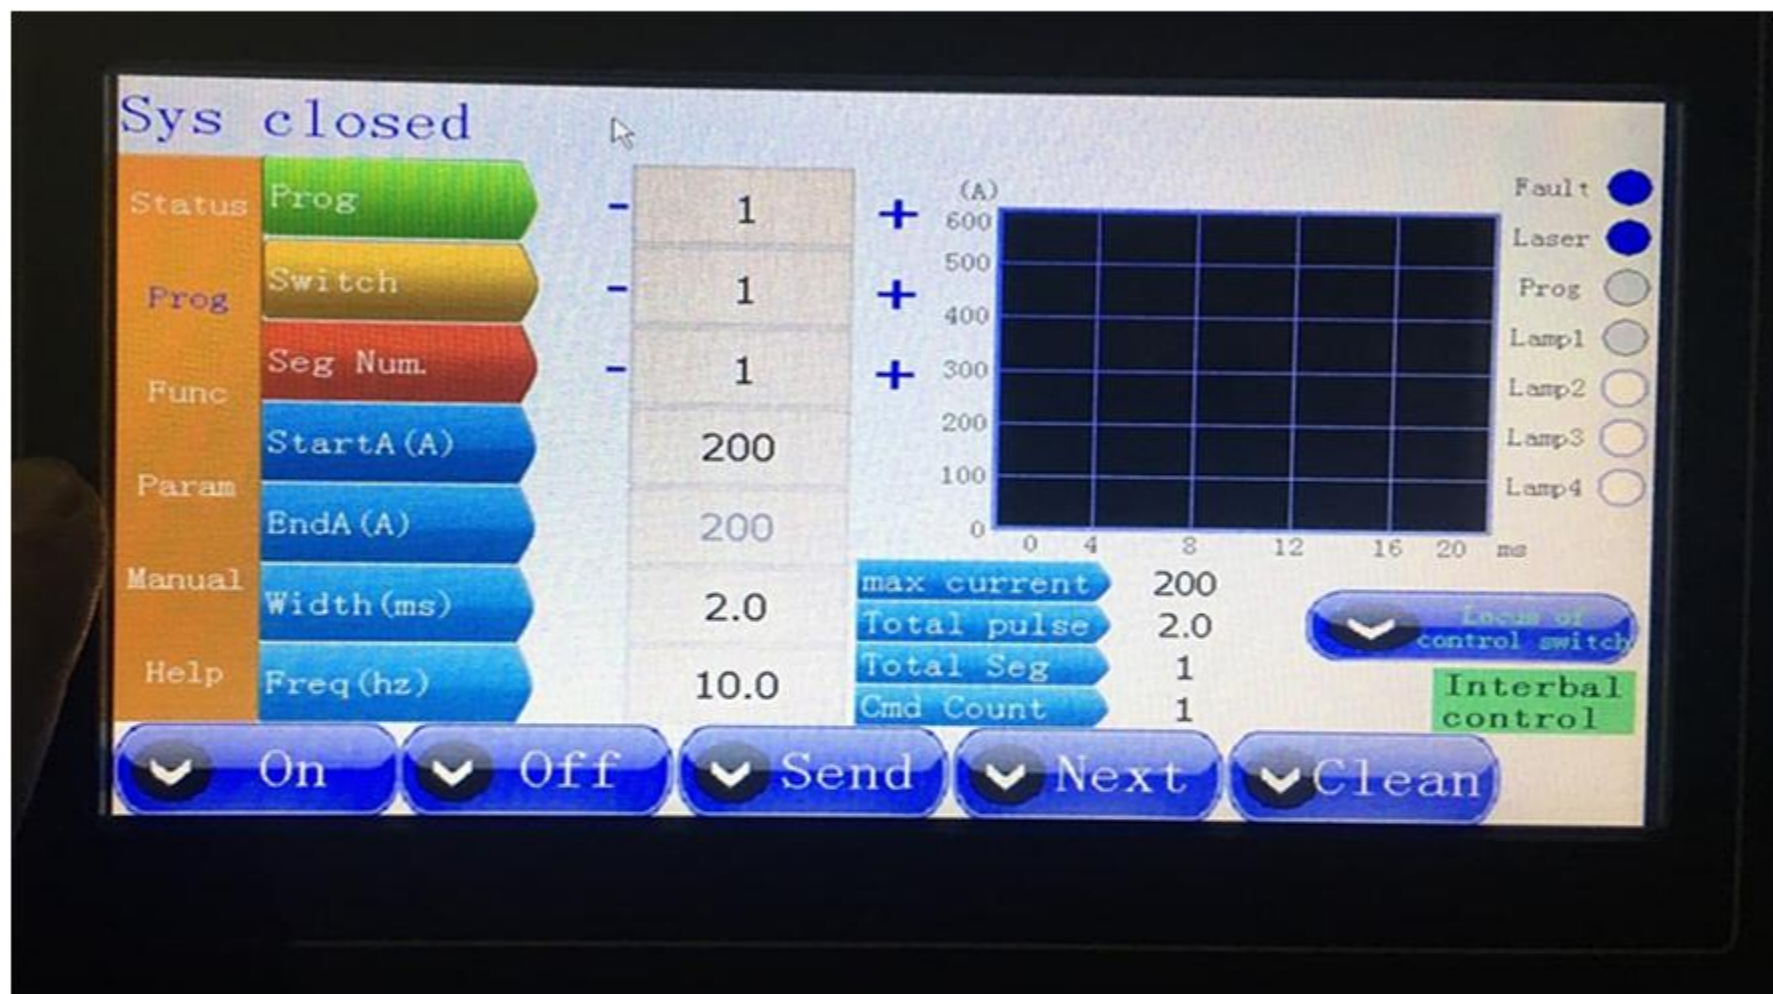 Sys closed
Status
Prog
Func
Param
Manual
Help
Prog - 1 +
Switch - 1 +
Seg Num. - 1 +
StartA(A) 200
EndA(A) 200
Width(ms) 2.0
Freq(hz) 10.0
(A)
600
500
400
300
200
100
0
0 4 8 12 16 20 ms
Fault
Laser
Prog
Lamp1
Lamp2
Lamp3
Lamp4
max current 200
Total pulse 2.0
Total Seg 1
Cmd Count 1
Locus of
control switch
Interbal
control
On Off Send Next Clean